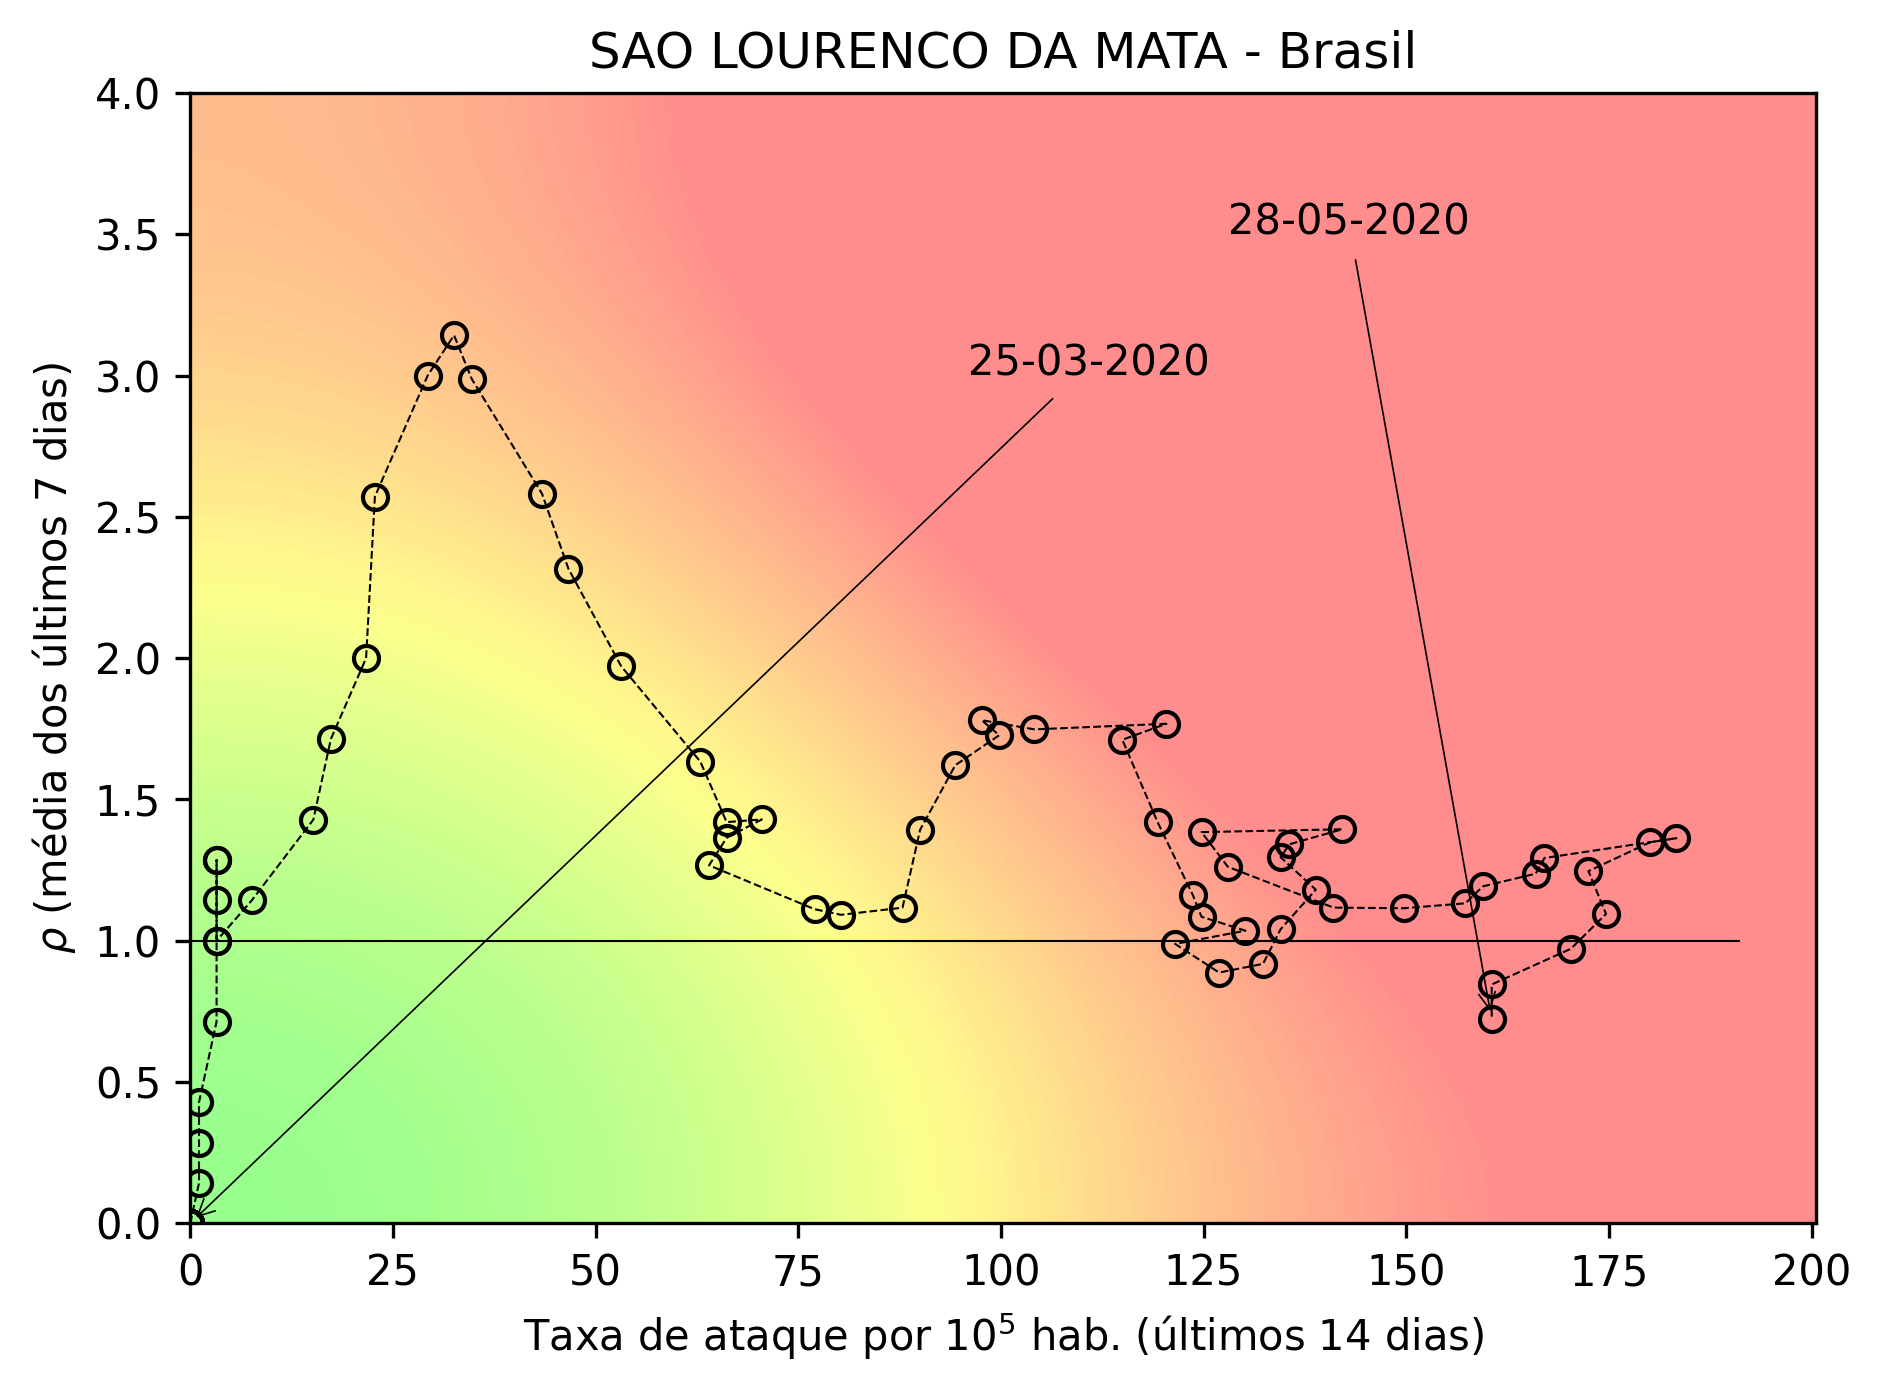 SAO LOURENCO DA MATA - Brasil
4.0
3.5
3.0
2.5
2.0
1.5
1.0
0.5
0.0
ρ (média dos últimos 7 dias)
28-05-2020
25-03-2020
0 25 50 75 100 125 150 175 200
Taxa de ataque por 10⁵ hab. (últimos 14 dias)